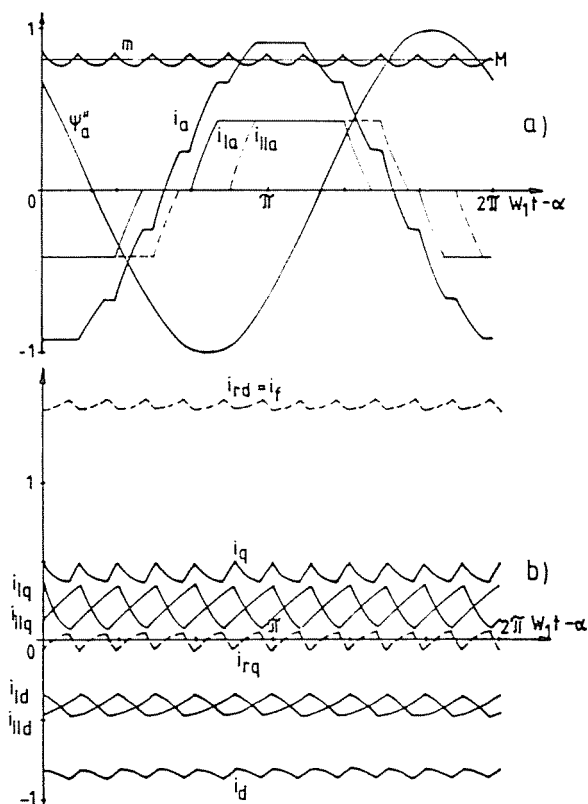 1
m
M
Ψa"
ia
iIa
iIIa
a)
0
π
2π W₁t-α
-1
ird = if
1
iq
b)
iIq
iIIq
π
2π W₁t-α
0
irq
iId
iIId
id
-1